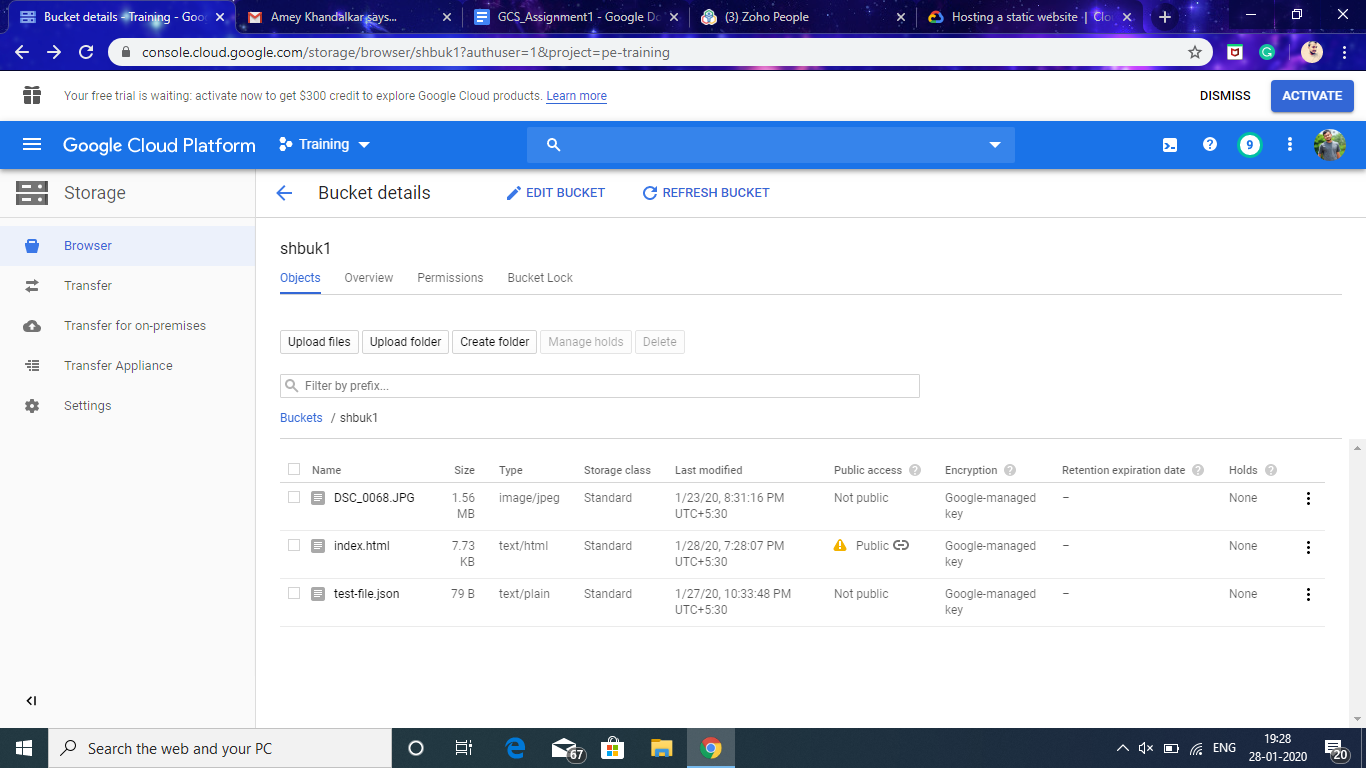 Bucket details - Training - Goo
Amey Khandalkar says...
GCS_Assignment1 - Google Do
(3) Zoho People
Hosting a static website | Clou
console.cloud.google.com/storage/browser/shbuk1?authuser=1&project=pe-training
Your free trial is waiting: activate now to get $300 credit to explore Google Cloud products. Learn more
DISMISS
ACTIVATE
Google Cloud Platform
Training
9
Storage
Bucket details
EDIT BUCKET
REFRESH BUCKET
Browser
Transfer
Transfer for on-premises
Transfer Appliance
Settings
shbuk1
Objects Overview Permissions Bucket Lock
Upload files Upload folder Create folder Manage holds Delete
Filter by prefix...
Buckets / shbuk1
Name Size Type Storage class Last modified Public access ? Encryption ? Retention expiration date ? Holds ?
DSC_0068.JPG 1.56 image/jpeg Standard 1/23/20, 8:31:16 PM Not public Google-managed – None
MB UTC+5:30 key
index.html 7.73 text/html Standard 1/28/20, 7:28:07 PM Public Google-managed – None
KB UTC+5:30 key
test-file.json 79 B text/plain Standard 1/27/20, 10:33:48 PM Not public Google-managed – None
UTC+5:30 key
Search the web and your PC
67
ENG
19:28
28-01-2020
20